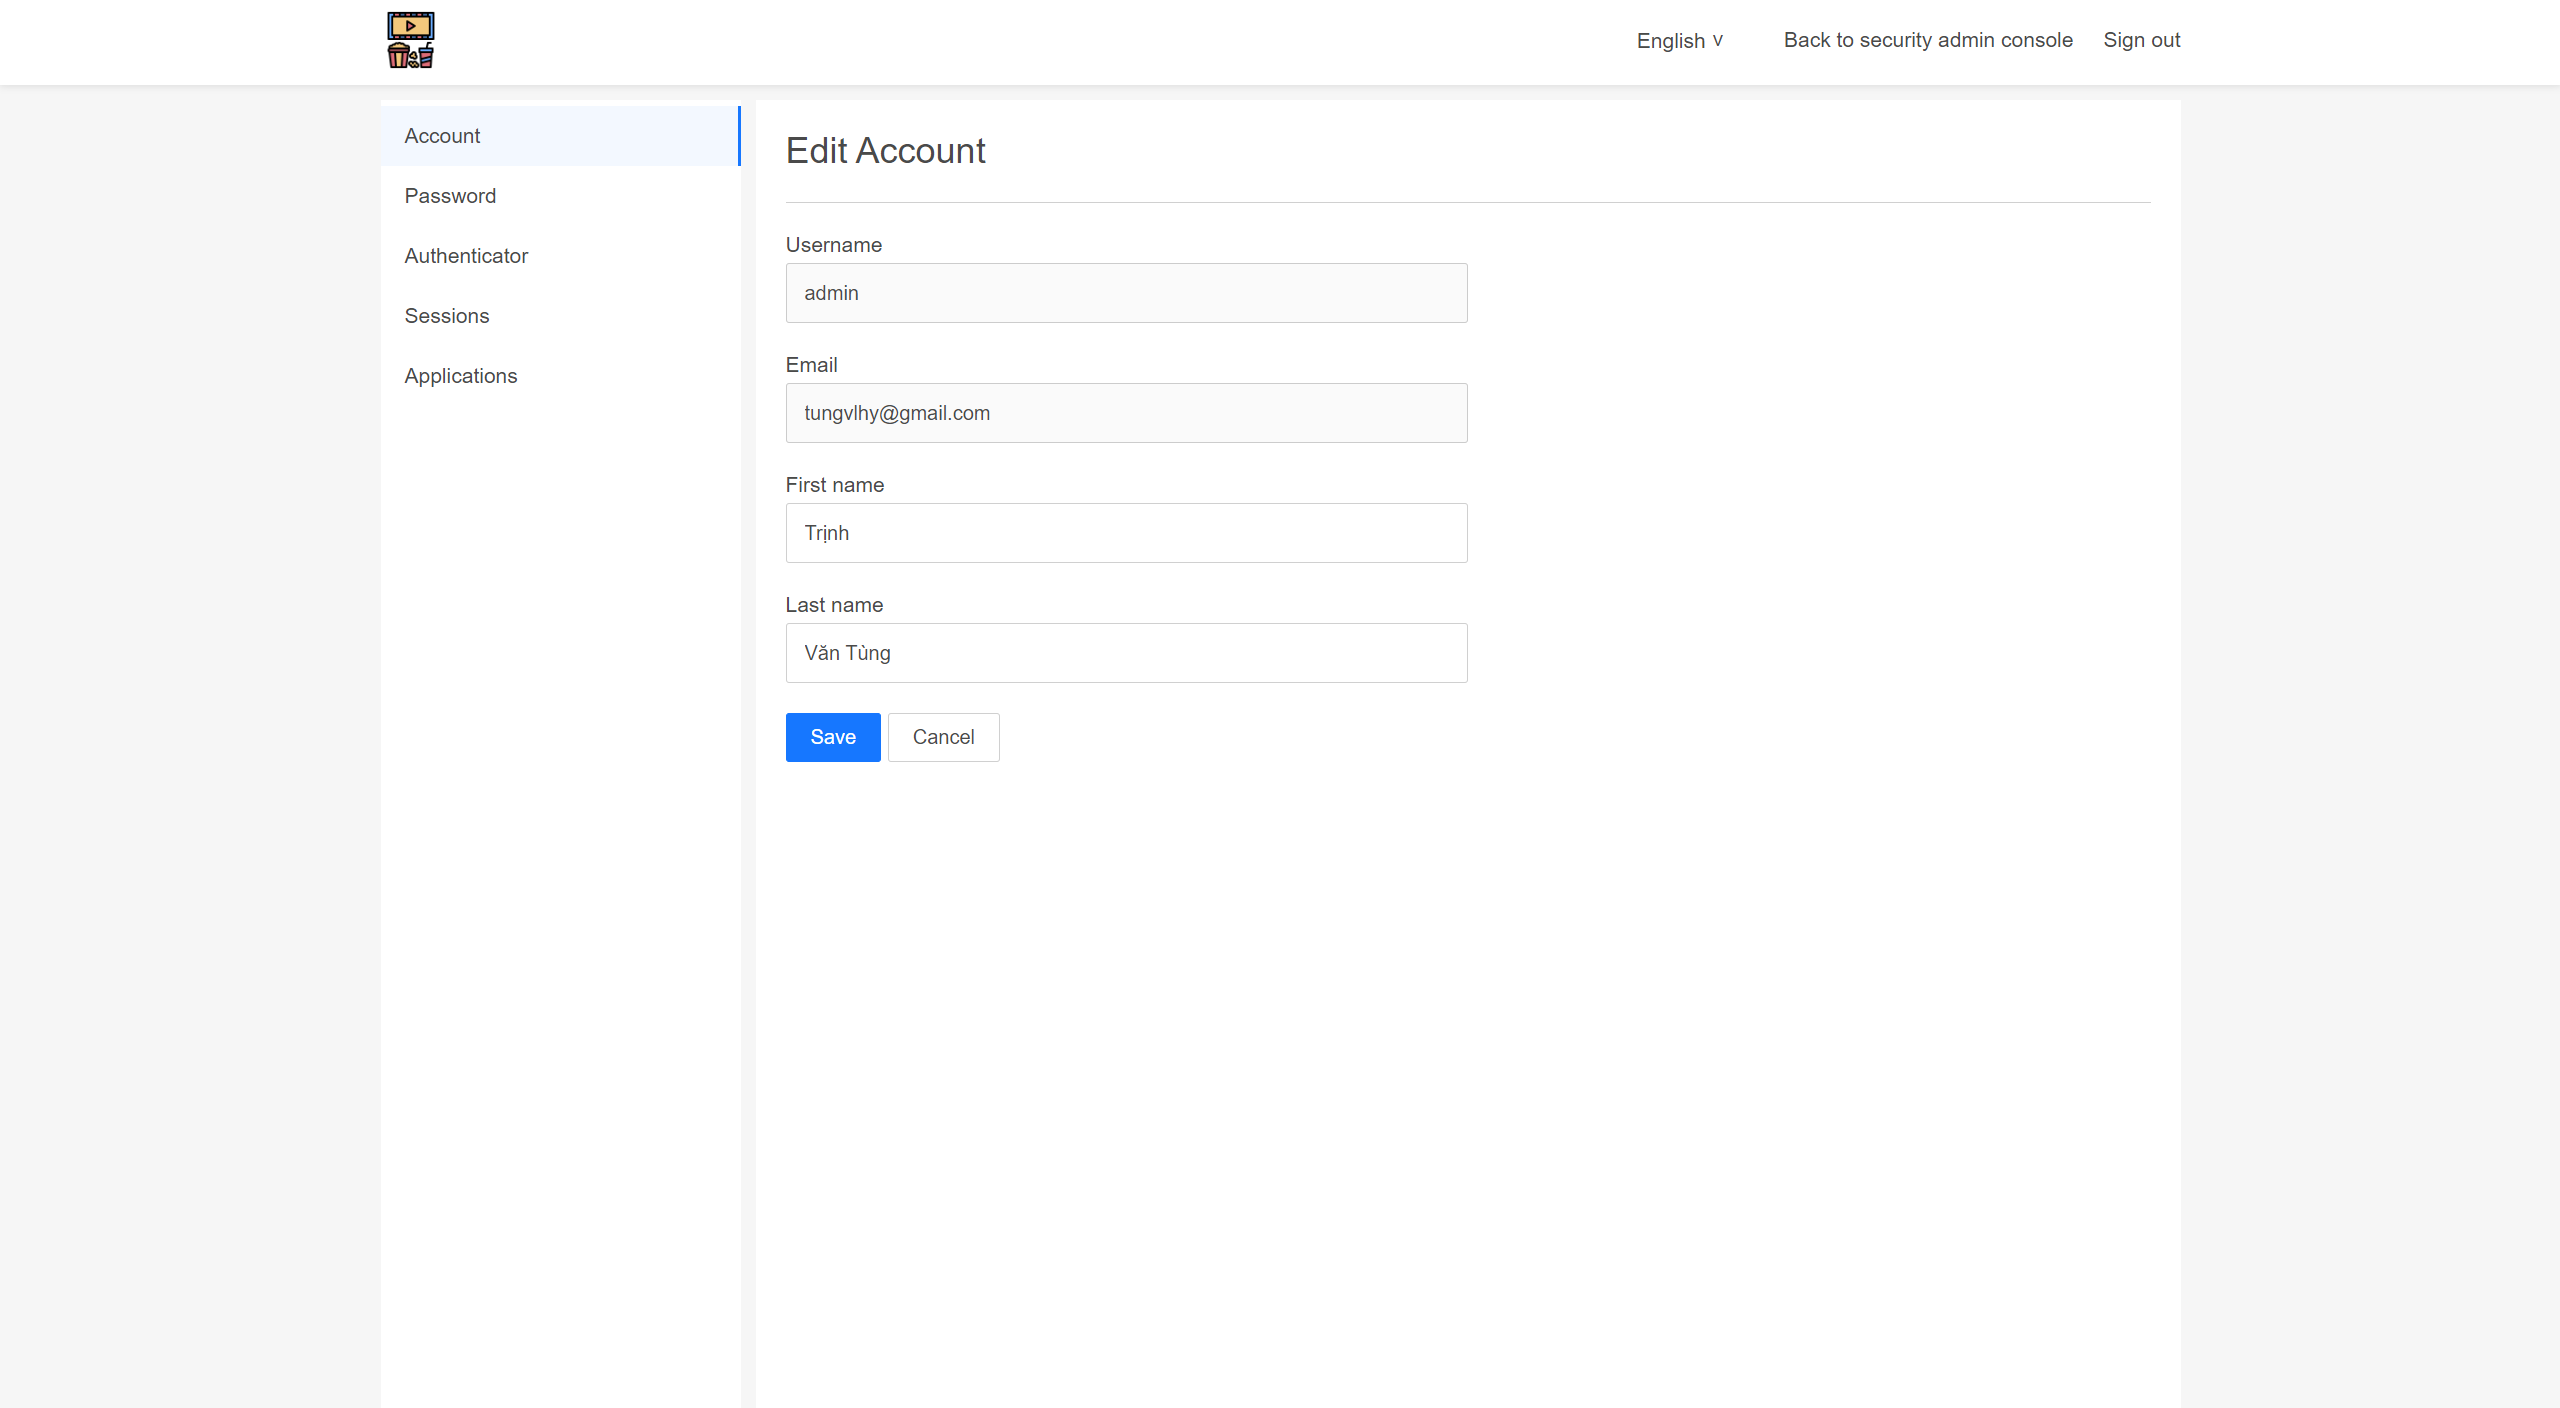 English V
Back to security admin console
Sign out
Account
Password
Authenticator
Sessions
Applications
Edit Account
Username
admin
Email
tungvlhy@gmail.com
First name
Trịnh
Last name
Văn Tùng
Save
Cancel